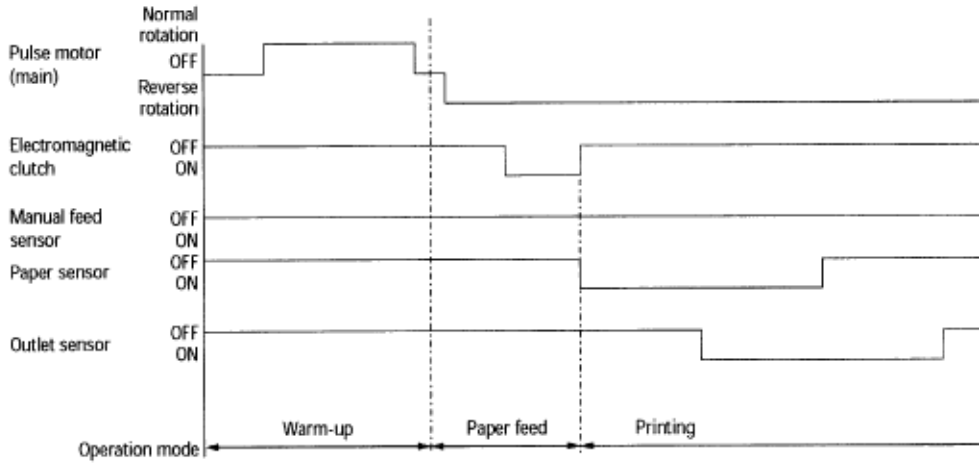 Normal
rotation
Pulse motor
(main)
OFF
Reverse
rotation
Electromagnetic
clutch
OFF
ON
Manual feed
sensor
OFF
ON
Paper sensor
OFF
ON
Outlet sensor
OFF
ON
Warm-up
Paper feed
Printing
Operation mode